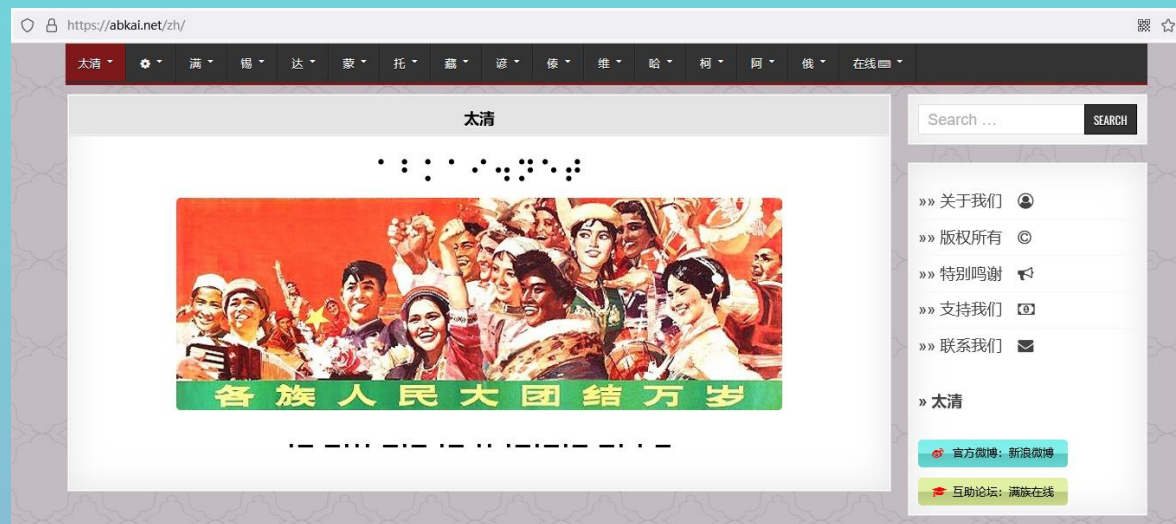 https://abkai.net/zh/
太清 满 锡 达 蒙 托 藏 谚 傣 维 哈 柯 阿 俄 在线
太清
⠁⠃⠅⠁⠊⠲⠝⠑⠞
各族人民大团结万岁
·— —··· —·— ·— ·· ·—·—·— —· · —
Search ...
SEARCH
»» 关于我们
»» 版权所有 ©
»» 特别鸣谢
»» 支持我们
»» 联系我们
» 太清
官方微博：新浪微博
互助论坛：满族在线